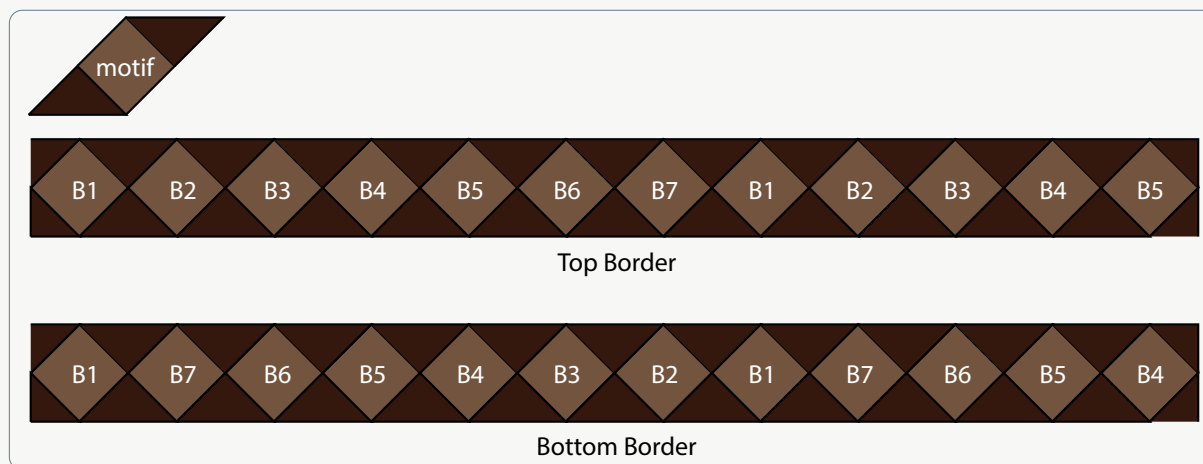 motif
B1 B2 B3 B4 B5 B6 B7 B1 B2 B3 B4 B5
Top Border
B1 B7 B6 B5 B4 B3 B2 B1 B7 B6 B5 B4
Bottom Border